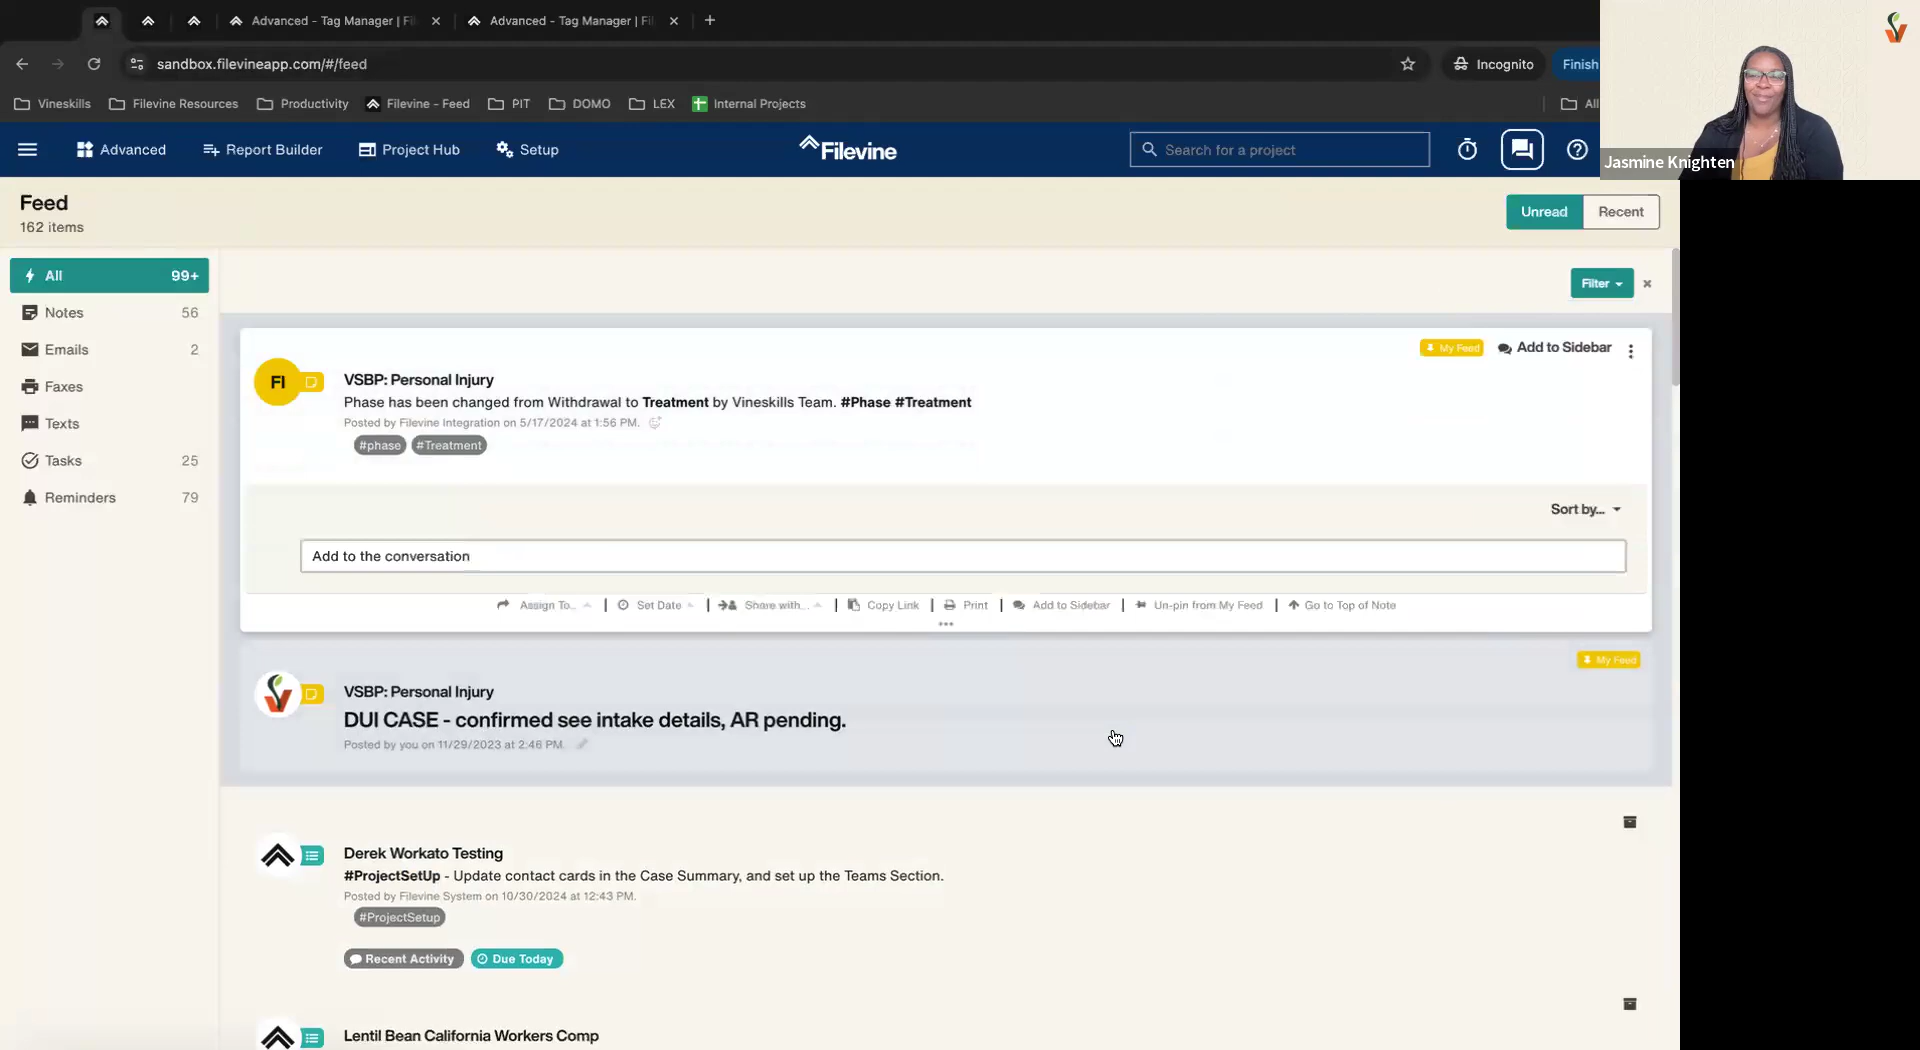 Advanced - Tag Manager | Fil
Advanced - Tag Manager | Fil
sandbox.filevineapp.com/#/feed
Incognito
Finish
Vineskills
Filevine Resources
Productivity
Filevine - Feed
PIT
DOMO
LEX
Internal Projects
All
Advanced
Report Builder
Project Hub
Setup
Filevine
Search for a project
Jasmine Knighten
Feed
162 items
Unread
Recent
All 99+
Notes 56
Emails 2
Faxes
Texts
Tasks 25
Reminders 79
Filter
My Feed
Add to Sidebar
FI
VSBP: Personal Injury
Phase has been changed from Withdrawal to Treatment by Vineskills Team. #Phase #Treatment
Posted by Filevine Integration on 5/17/2024 at 1:56 PM.
#phase #Treatment
Sort by...
Add to the conversation
Assign To... | Set Date | Share with... | Copy Link | Print | Add to Sidebar | Un-pin from My Feed | Go to Top of Note
My Feed
VSBP: Personal Injury
DUI CASE - confirmed see intake details, AR pending.
Posted by you on 11/29/2023 at 2:46 PM.
Derek Workato Testing
#ProjectSetUp - Update contact cards in the Case Summary, and set up the Teams Section.
Posted by Filevine System on 10/30/2024 at 12:43 PM.
#ProjectSetup
Recent Activity
Due Today
Lentil Bean California Workers Comp